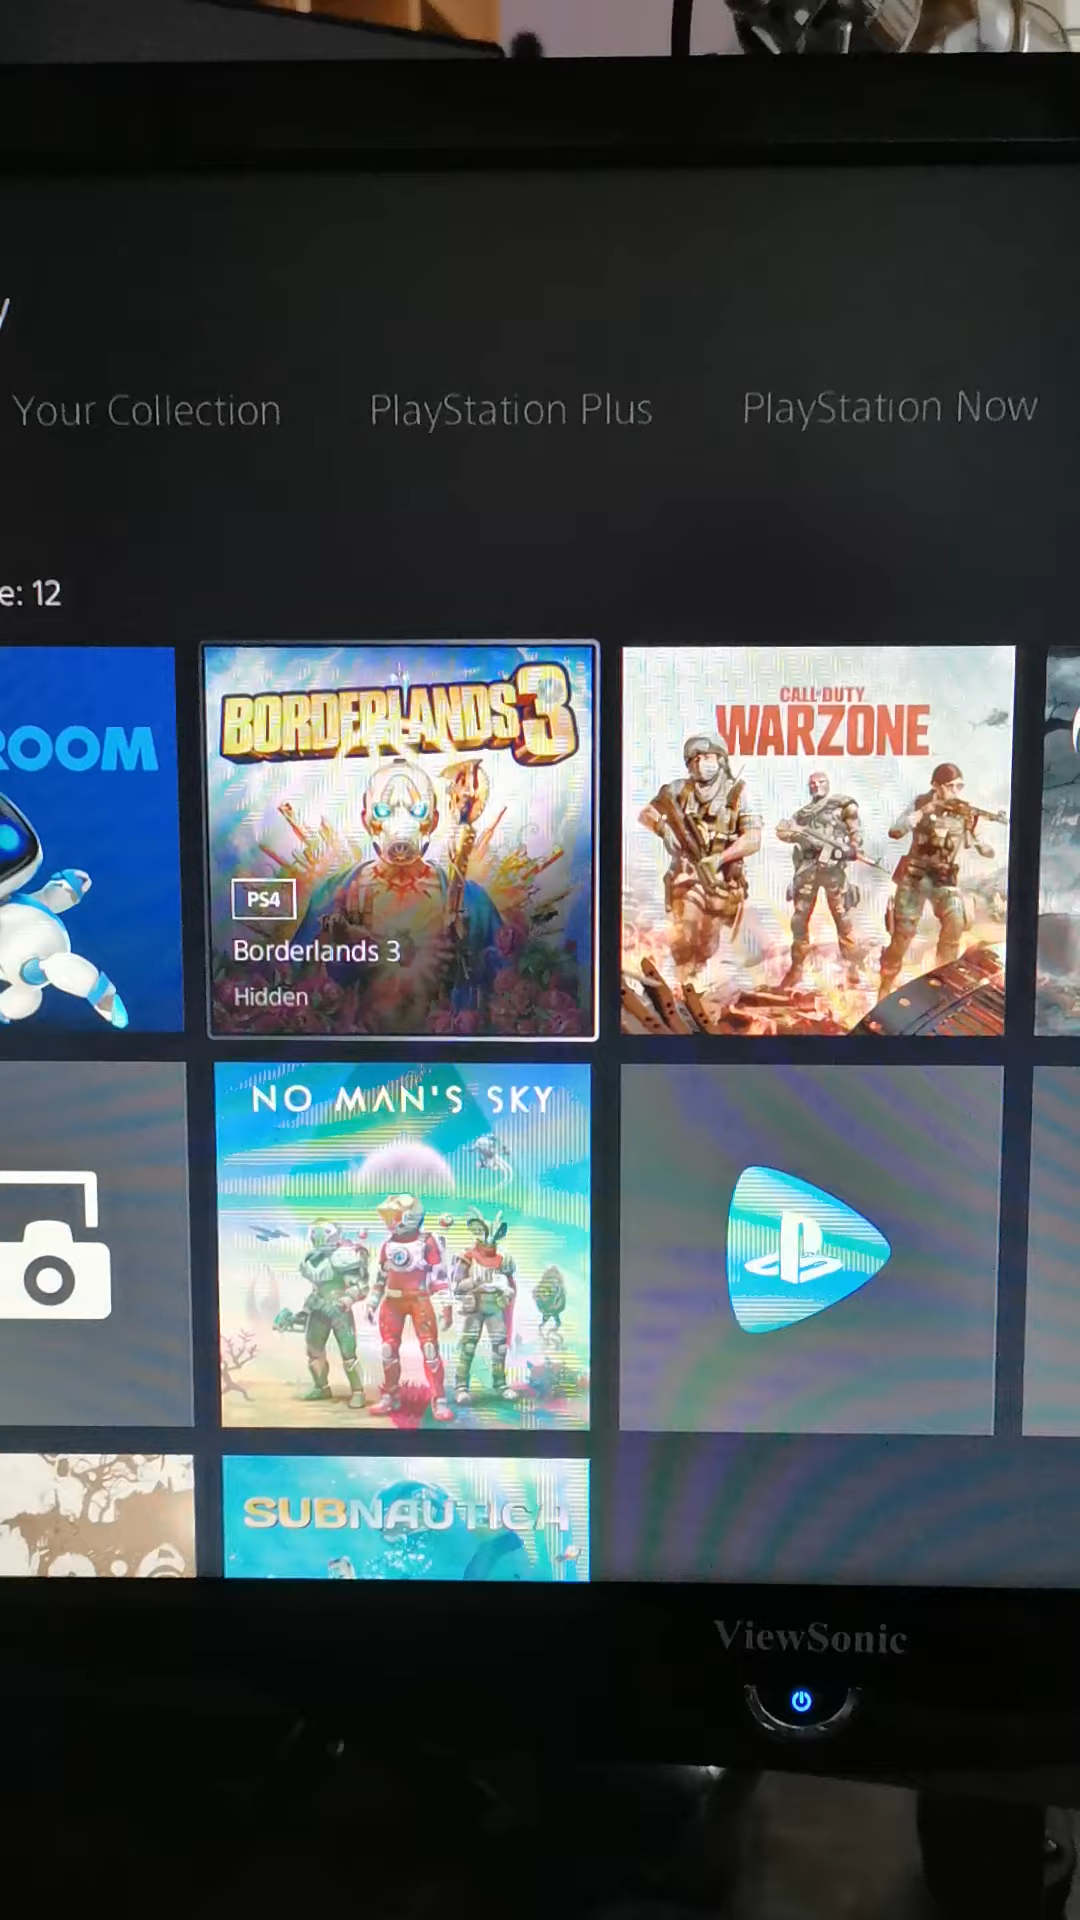 y
Your Collection
PlayStation Plus
PlayStation Now
e: 12
ROOM
BORDERLANDS 3
PS4
Borderlands 3
Hidden
CALL OF DUTY
WARZONE
NO MAN'S SKY
SUBNAUTICA
ViewSonic